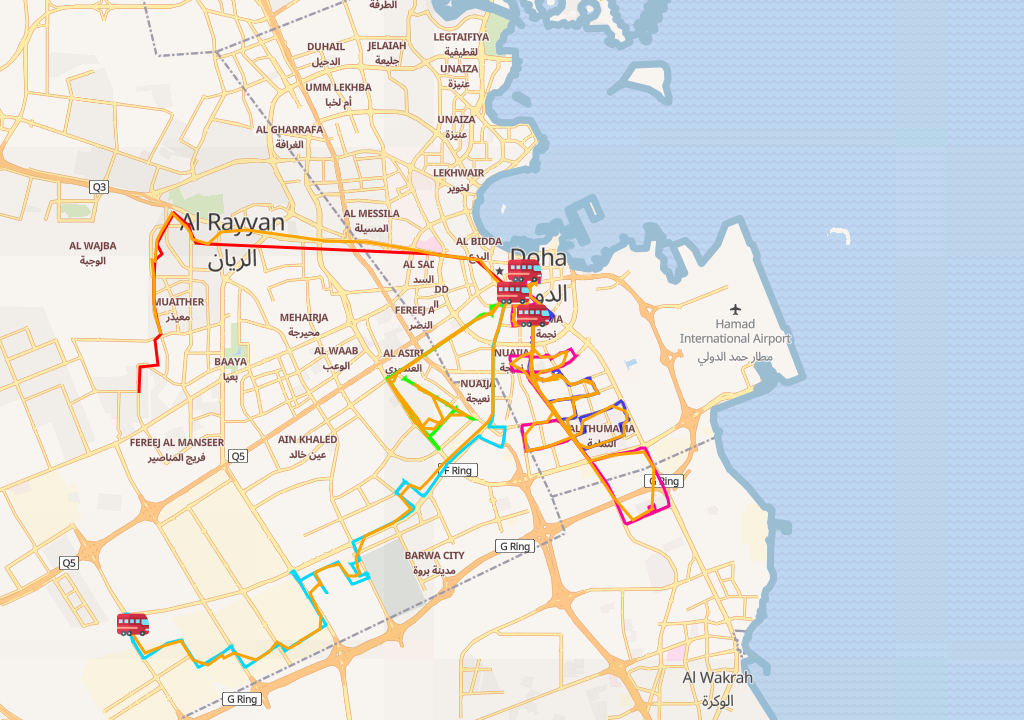 الطرفة
DUHAIL
الدحيل
JELAIAH
جليعة
LEGTAIFIYA
لقطيفية
UNAIZA
عنيزة
UMM LEKHBA
أم لخبا
UNAIZA
عنيزة
AL GHARRAFA
الغرافة
LEKHWAIR
لخوير
Q3
Al Rayyan
الريان
AL MESSILA
المسيلة
AL WAJBA
الوجبة
AL BIDDA
البدع
Doha
AL SAD
السد
DD
MUAITHER
معيذر
MEHAIRJA
محيرجة
FEREEJ A
النصر
نجمة
Hamad
International Airport
مطار حمد الدولي
BAAYA
بعيا
AL WAAB
الوعب
AL ASIRI
العسيري
NUAIJA
نعيجة
AL THUMAMA
الثمامة
FEREEJ AL MANSEER
فريج المناصير
AIN KHALED
عين خالد
Q5
F Ring
G Ring
G Ring
BARWA CITY
مدينة بروة
Q5
G Ring
Al Wakrah
الوكرة